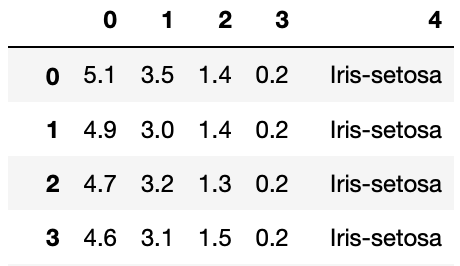 0 1 2 3 4
0 5.1 3.5 1.4 0.2 Iris-setosa
1 4.9 3.0 1.4 0.2 Iris-setosa
2 4.7 3.2 1.3 0.2 Iris-setosa
3 4.6 3.1 1.5 0.2 Iris-setosa